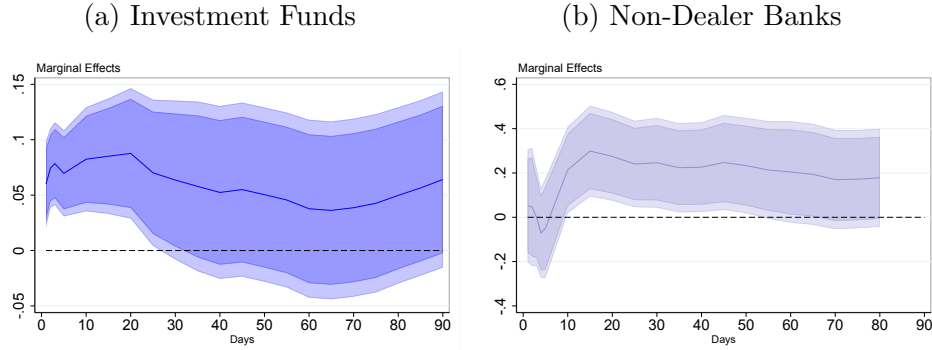 (a) Investment Funds
(b) Non-Dealer Banks
Marginal Effects
.15
.1
.05
0
-.05
0 10 20 30 40 50 60 70 80 90
Days
Marginal Effects
.6
.4
.2
0
-.2
-.4
0 10 20 30 40 50 60 70 80 90
Days